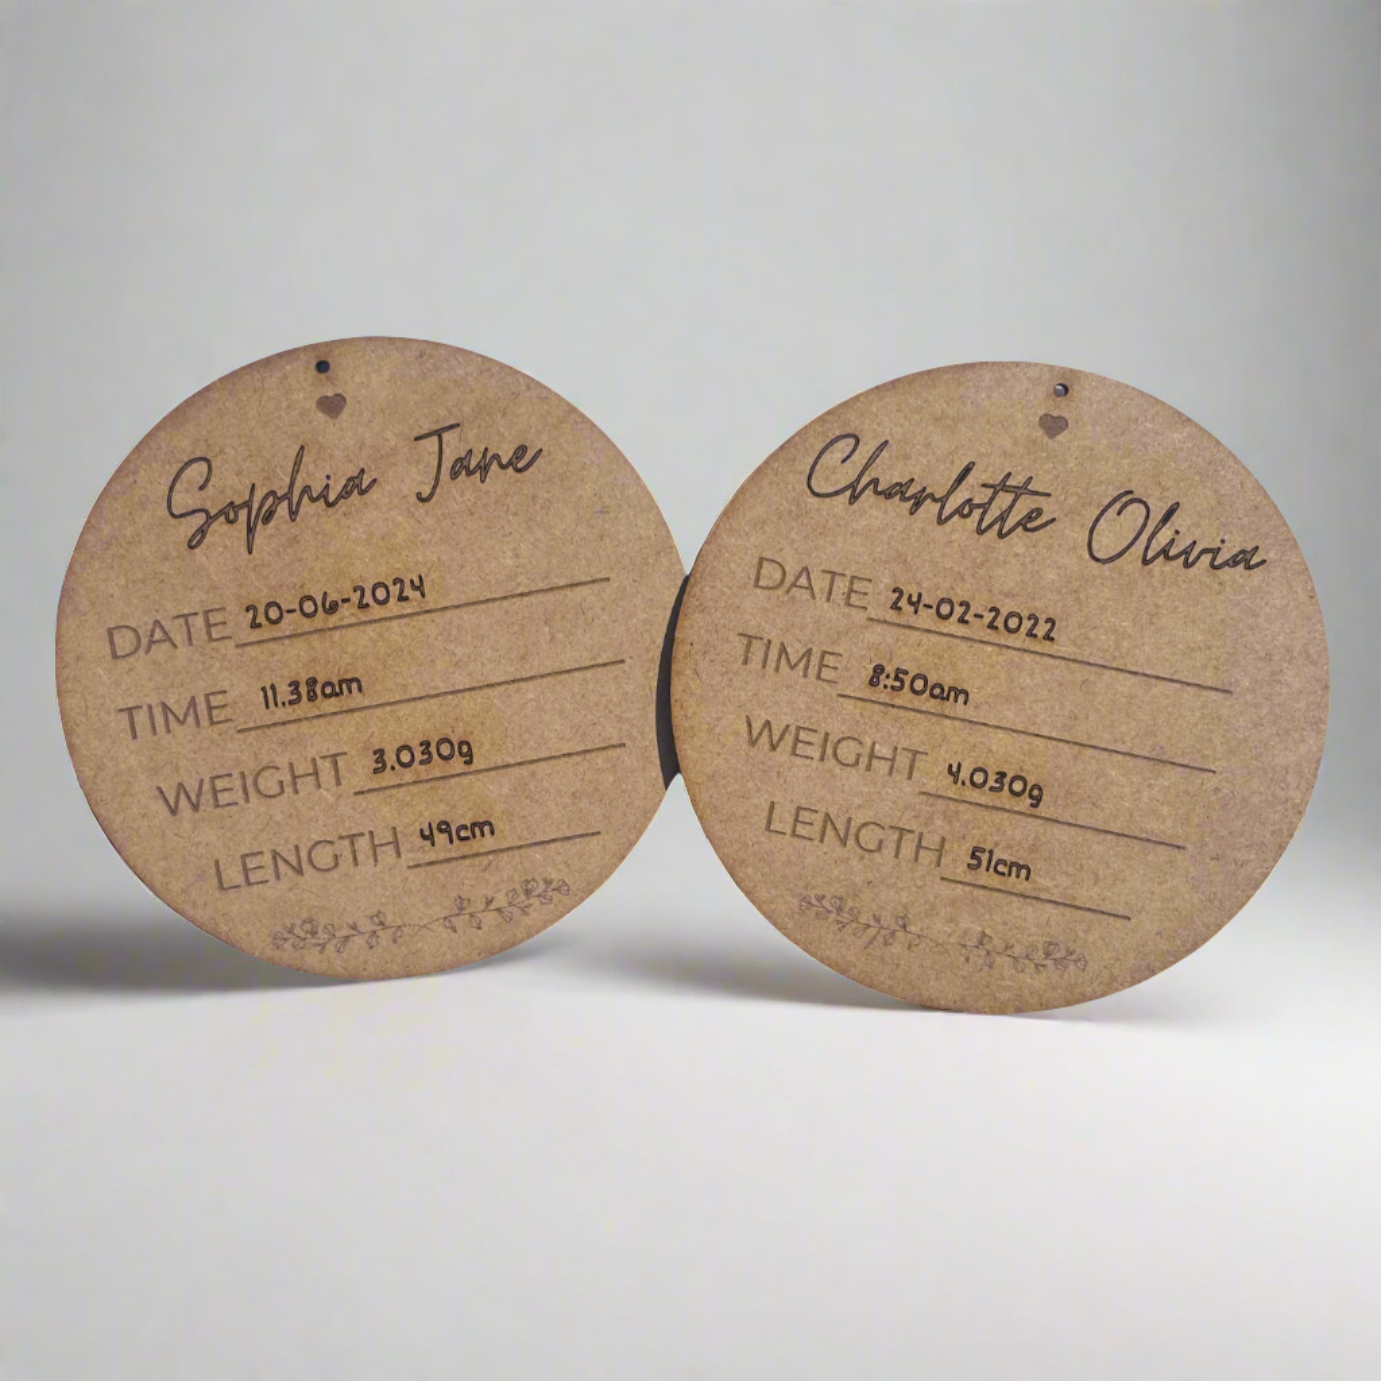 Sophia Jane
DATE 20-06-2024
TIME 11.38am
WEIGHT 3.030g
LENGTH 49cm
Charlotte Olivia
DATE 24-02-2022
TIME 8:50am
WEIGHT 4.030g
LENGTH 51cm